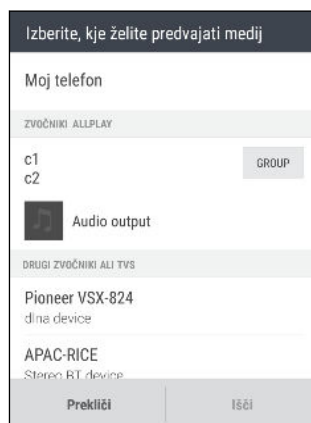 Izberite, kje želite predvajati medij
Moj telefon
ZVOČNIKI ALLPLAY
c1
GROUP
c2
Audio output
DRUGI ZVOČNIKI ALI TVS
Pioneer VSX-824
dlna device
APAC-RICE
Stereo BT device
Prekliči
Išči